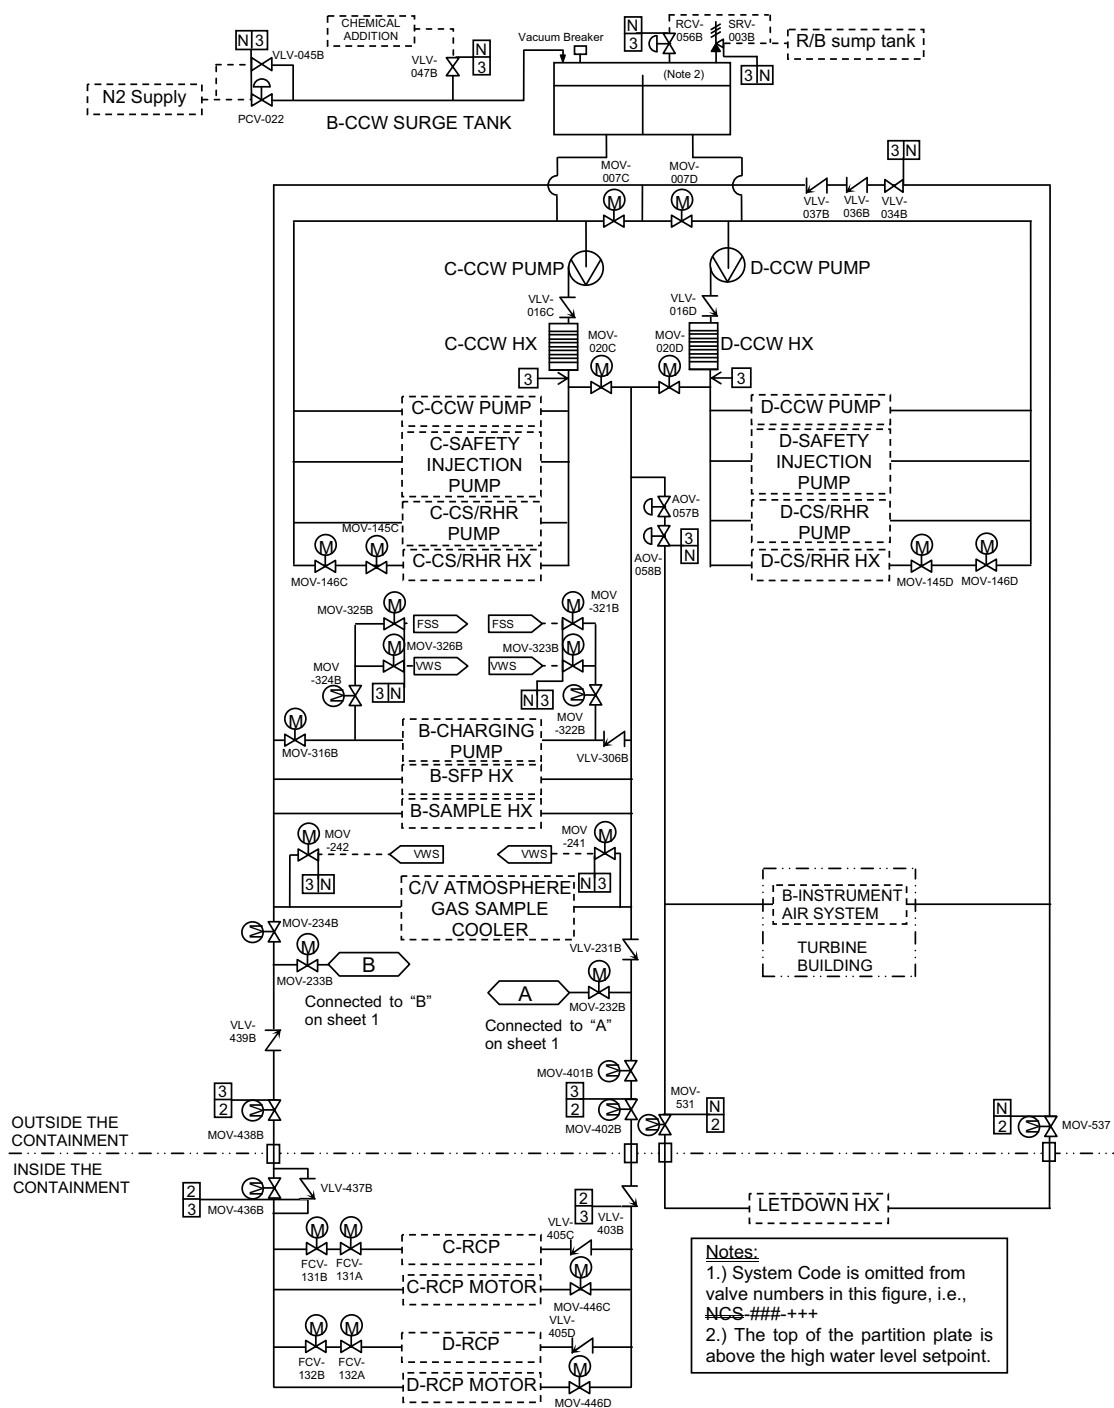 N 3
VLV-045B
N2 Supply
PCV-022
CHEMICAL
ADDITION
VLV-
047B
N
3
B-CCW SURGE TANK
Vacuum Breaker
N
3
RCV-
056B
SRV-
003B
R/B sump tank
(Note 2)
3 N
MOV-
007C
MOV-
007D
3 N
VLV-
037B
VLV-
036B
VLV-
034B
M
M
C-CCW PUMP
D-CCW PUMP
VLV-
016C
VLV-
016D
C-CCW HX
MOV-
020C
MOV-
020D
D-CCW HX
M
M
3
3
C-CCW PUMP
D-CCW PUMP
C-SAFETY
INJECTION
PUMP
D-SAFETY
INJECTION
PUMP
AOV-
057B
C-CS/RHR
PUMP
D-CS/RHR
PUMP
MOV-145C
M
M
MOV-146C
C-CS/RHR HX
3
N
AOV-
058B
D-CS/RHR HX
M
M
MOV-145D
MOV-146D
MOV-325B
M
FSS
FSS
M
MOV
-321B
M
MOV-326B
VWS
VWS
MOV-323B
M
MOV
-324B
M
3 N
N 3
M
MOV
-322B
M
MOV-316B
B-CHARGING
PUMP
VLV-306B
B-SFP HX
B-SAMPLE HX
M
MOV
-242
VWS
VWS
MOV
-241
M
3 N
N 3
C/V ATMOSPHERE
GAS SAMPLE
COOLER
B-INSTRUMENT
AIR SYSTEM
TURBINE
BUILDING
M
MOV-234B
M
MOV-233B
B
Connected to "B"
on sheet 1
VLV-231B
A
M
MOV-232B
Connected to "A"
on sheet 1
VLV-
439B
MOV-401B
M
3
2
M
MOV-438B
3
2
M
MOV-402B
MOV-
531
M
N
2
N
2
M
MOV-537
OUTSIDE THE
CONTAINMENT
INSIDE THE
CONTAINMENT
2
3
M
MOV-436B
VLV-437B
2
3
VLV-
403B
LETDOWN HX
M
M
FCV-
131B
FCV-
131A
C-RCP
VLV-
405C
C-RCP MOTOR
M
MOV-446C
M
M
FCV-
132B
FCV-
132A
D-RCP
VLV-
405D
D-RCP MOTOR
M
MOV-446D
Notes:
1.) System Code is omitted from
valve numbers in this figure, i.e.,
NCS-###-+++
2.) The top of the partition plate is
above the high water level setpoint.